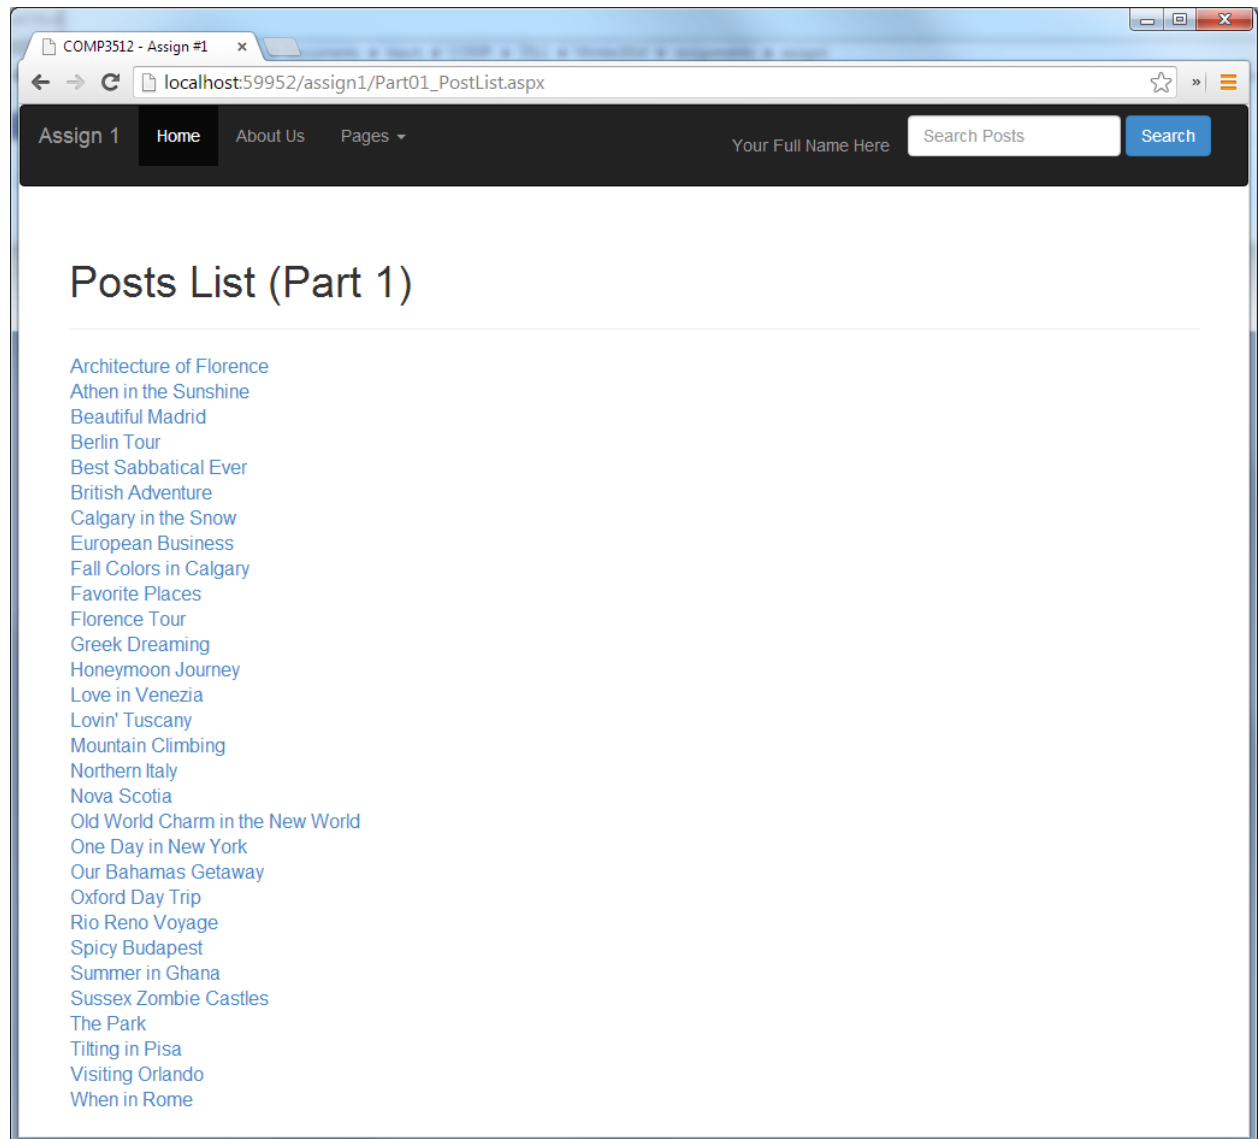 COMP3512 - Assign #1
localhost:59952/assign1/Part01_PostList.aspx
Assign 1 Home About Us Pages Your Full Name Here Search Posts Search
Posts List (Part 1)
Architecture of Florence
Athen in the Sunshine
Beautiful Madrid
Berlin Tour
Best Sabbatical Ever
British Adventure
Calgary in the Snow
European Business
Fall Colors in Calgary
Favorite Places
Florence Tour
Greek Dreaming
Honeymoon Journey
Love in Venezia
Lovin' Tuscany
Mountain Climbing
Northern Italy
Nova Scotia
Old World Charm in the New World
One Day in New York
Our Bahamas Getaway
Oxford Day Trip
Rio Reno Voyage
Spicy Budapest
Summer in Ghana
Sussex Zombie Castles
The Park
Tilting in Pisa
Visiting Orlando
When in Rome